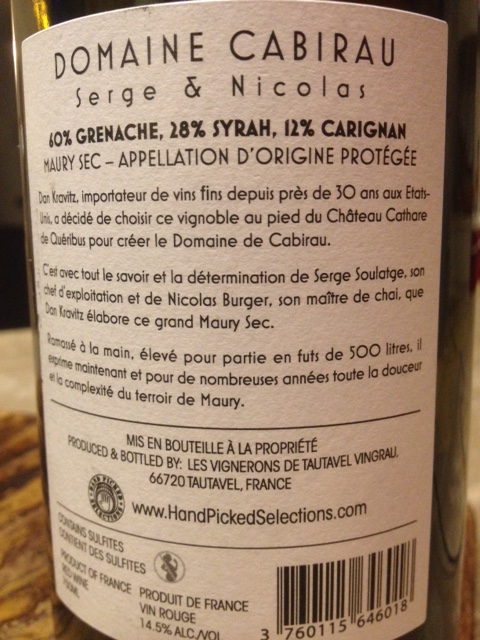 DOMAINE CABIRAU
Serge & Nicolas
60% GRENACHE, 28% SYRAH, 12% CARIGNAN
MAURY SEC – APPELLATION D'ORIGINE PROTÉGÉE
Dan Kravitz, importateur de vins fins depuis près de 30 ans aux Etats-
Unis, a décidé de choisir ce vignoble au pied du Château Cathare
de Quéribus pour créer le Domaine de Cabirau.
C'est avec tout le savoir et la détermination de Serge Soulatge, son
chef d'exploitation et de Nicolas Burger, son maître de chai, que
Dan Kravitz élabore ce grand Maury Sec.
Ramassé à la main, élevé pour partie en futs de 500 litres, il
exprime maintenant et pour de nombreuses années toute la douceur
et la complexité du terroir de Maury.
MIS EN BOUTEILLE À LA PROPRIÉTÉ
PRODUCED & BOTTLED BY: LES VIGNERONS DE TAUTAVEL VINGRAU,
66720 TAUTAVEL, FRANCE
www.HandPickedSelections.com
CONTAINS SULFITES
CONTIENT DES SULFITES
PRODUCT OF FRANCE
RED WINE
750ML
PRODUIT DE FRANCE
VIN ROUGE
14.5% ALC./VOL
3 760115 646018